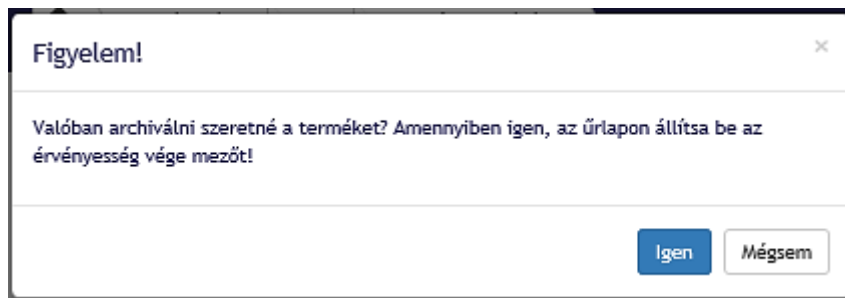 Figyelem!
×
Valóban archiválni szeretné a terméket? Amennyiben igen, az űrlapon állítsa be az
érvényesség vége mezőt!
Igen
Mégsem